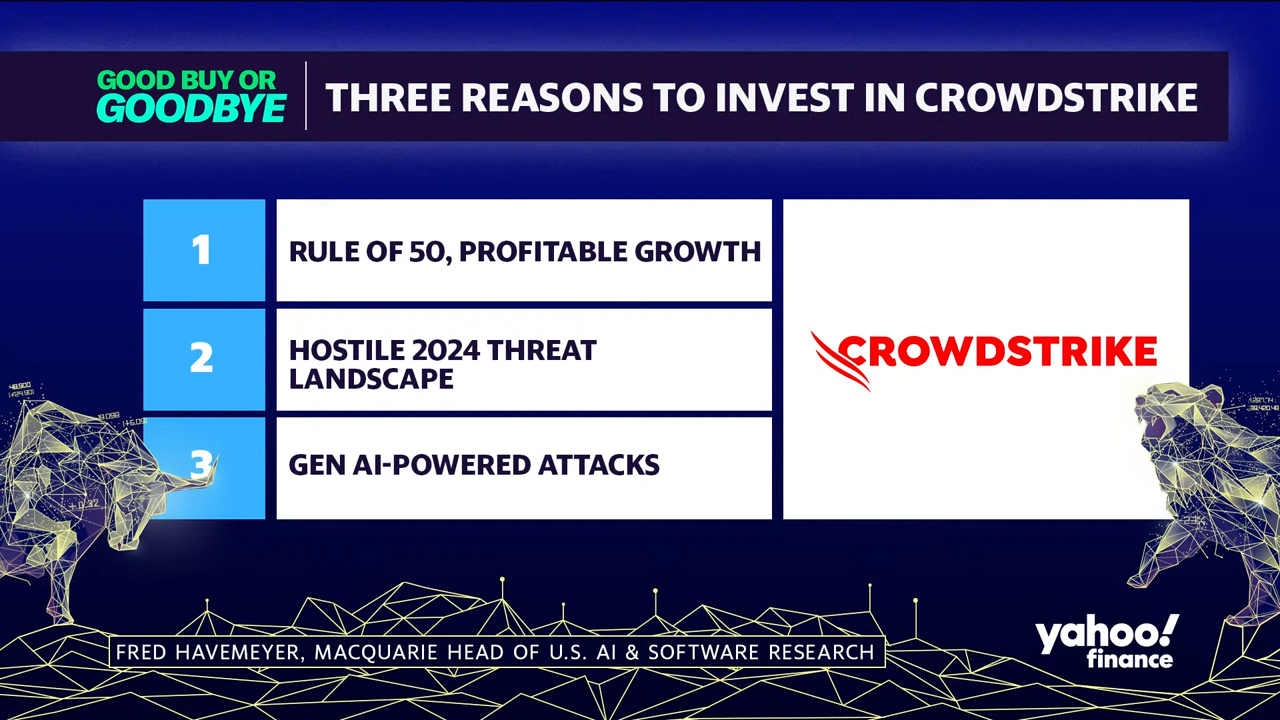 GOOD BUY OR
GOODBYE
THREE REASONS TO INVEST IN CROWDSTRIKE
1
RULE OF 50, PROFITABLE GROWTH
2
HOSTILE 2024 THREAT
LANDSCAPE
3
GEN AI-POWERED ATTACKS
CROWDSTRIKE
FRED HAVEMEYER, MACQUARIE HEAD OF U.S. AI & SOFTWARE RESEARCH
yahoo!
finance